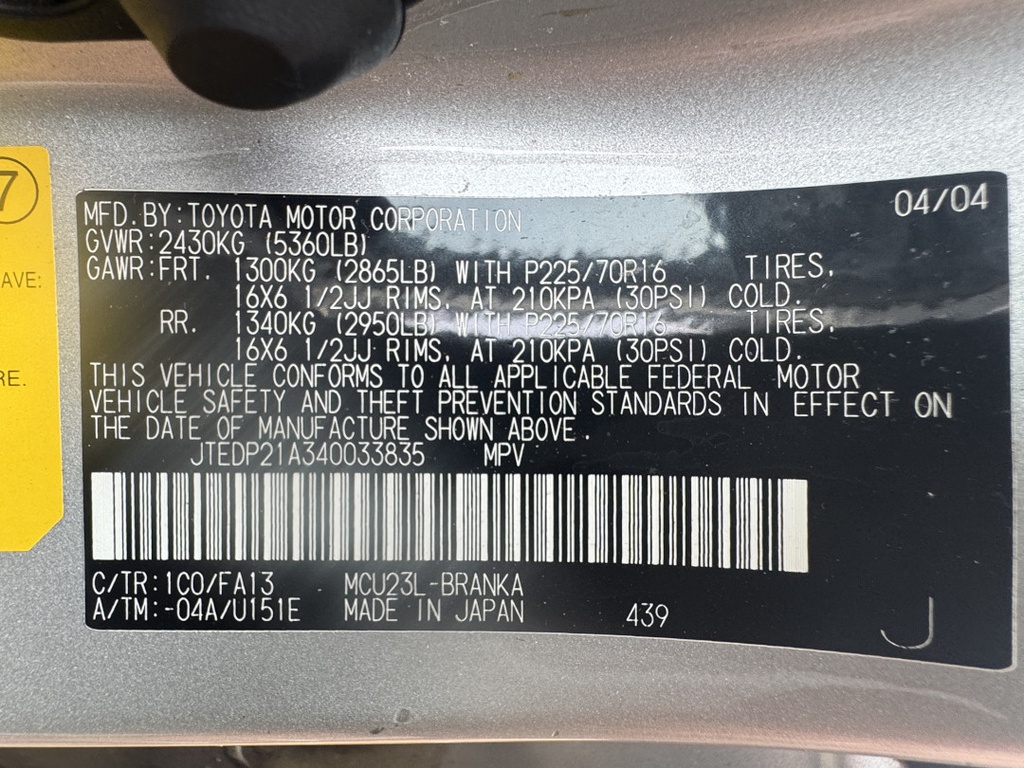 7
AVE:
RE.
04/04
MFD.BY:TOYOTA MOTOR CORPORATION
GVWR:2430KG (5360LB)
GAWR:FRT. 1300KG (2865LB) WITH P225/70R16 TIRES,
16X6 1/2JJ RIMS, AT 210KPA (30PSI) COLD.
RR. 1340KG (2950LB) WITH P225/70R16 TIRES,
16X6 1/2JJ RIMS, AT 210KPA (30PSI) COLD.
THIS VEHICLE CONFORMS TO ALL APPLICABLE FEDERAL MOTOR
VEHICLE SAFETY AND THEFT PREVENTION STANDARDS IN EFFECT ON
THE DATE OF MANUFACTURE SHOWN ABOVE.
JTEDP21A340033835 MPV
C/TR:1C0/FA13 MCU23L-BRANKA
A/TM:-04A/U151E MADE IN JAPAN 439
J